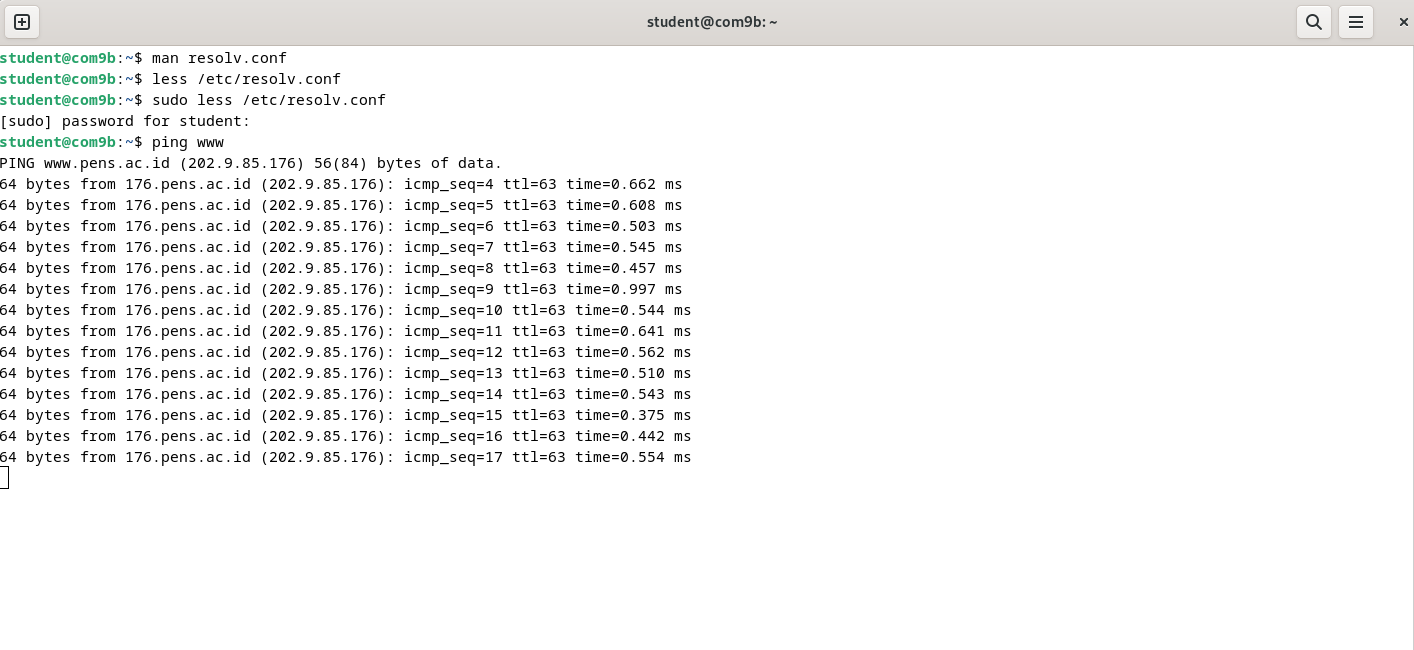 student@com9b: ~
student@com9b:~$ man resolv.conf
student@com9b:~$ less /etc/resolv.conf
student@com9b:~$ sudo less /etc/resolv.conf
[sudo] password for student:
student@com9b:~$ ping www
PING www.pens.ac.id (202.9.85.176) 56(84) bytes of data.
64 bytes from 176.pens.ac.id (202.9.85.176): icmp_seq=4 ttl=63 time=0.662 ms
64 bytes from 176.pens.ac.id (202.9.85.176): icmp_seq=5 ttl=63 time=0.608 ms
64 bytes from 176.pens.ac.id (202.9.85.176): icmp_seq=6 ttl=63 time=0.503 ms
64 bytes from 176.pens.ac.id (202.9.85.176): icmp_seq=7 ttl=63 time=0.545 ms
64 bytes from 176.pens.ac.id (202.9.85.176): icmp_seq=8 ttl=63 time=0.457 ms
64 bytes from 176.pens.ac.id (202.9.85.176): icmp_seq=9 ttl=63 time=0.997 ms
64 bytes from 176.pens.ac.id (202.9.85.176): icmp_seq=10 ttl=63 time=0.544 ms
64 bytes from 176.pens.ac.id (202.9.85.176): icmp_seq=11 ttl=63 time=0.641 ms
64 bytes from 176.pens.ac.id (202.9.85.176): icmp_seq=12 ttl=63 time=0.562 ms
64 bytes from 176.pens.ac.id (202.9.85.176): icmp_seq=13 ttl=63 time=0.510 ms
64 bytes from 176.pens.ac.id (202.9.85.176): icmp_seq=14 ttl=63 time=0.543 ms
64 bytes from 176.pens.ac.id (202.9.85.176): icmp_seq=15 ttl=63 time=0.375 ms
64 bytes from 176.pens.ac.id (202.9.85.176): icmp_seq=16 ttl=63 time=0.442 ms
64 bytes from 176.pens.ac.id (202.9.85.176): icmp_seq=17 ttl=63 time=0.554 ms